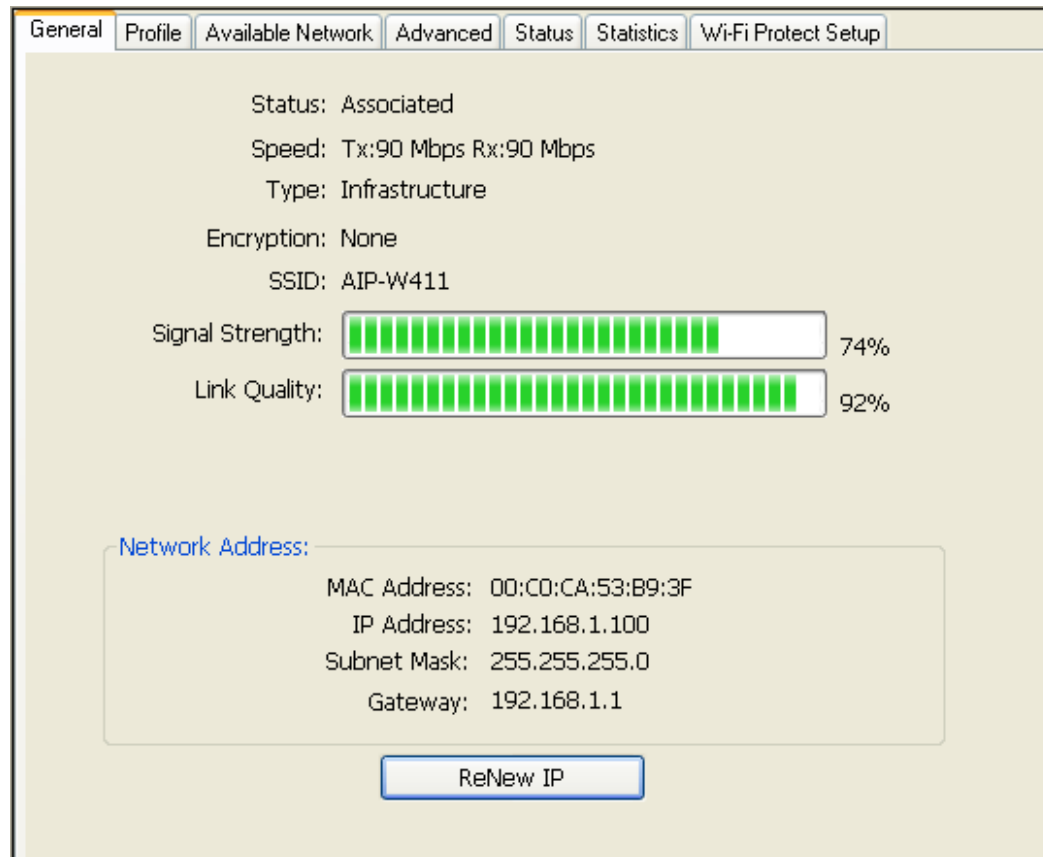 General Profile Available Network Advanced Status Statistics Wi-Fi Protect Setup
Status: Associated
Speed: Tx:90 Mbps Rx:90 Mbps
Type: Infrastructure
Encryption: None
SSID: AIP-W411
Signal Strength: 74%
Link Quality: 92%
Network Address:
MAC Address: 00:C0:CA:53:B9:3F
IP Address: 192.168.1.100
Subnet Mask: 255.255.255.0
Gateway: 192.168.1.1
ReNew IP